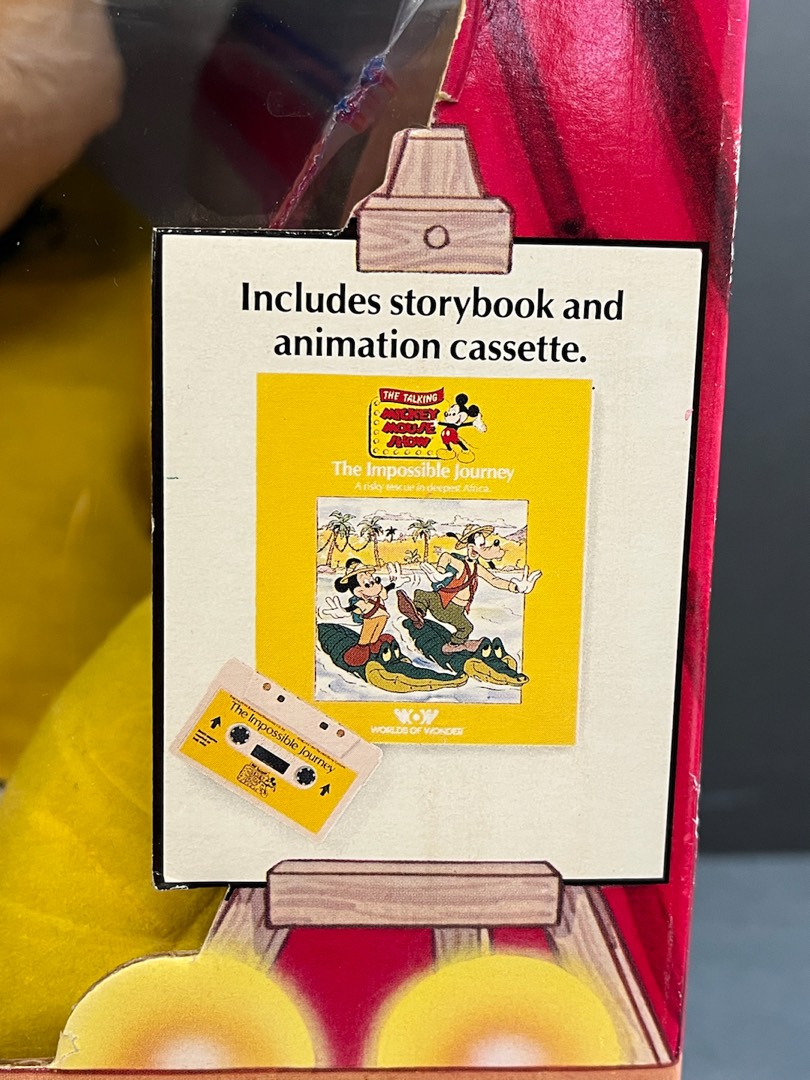 Includes storybook and
animation cassette.
THE TALKING
MICKEY
MOUSE
SHOW
The Impossible Journey
A risky rescue in deepest Africa.
WOW
WORLDS OF WONDER
The Impossible Journey